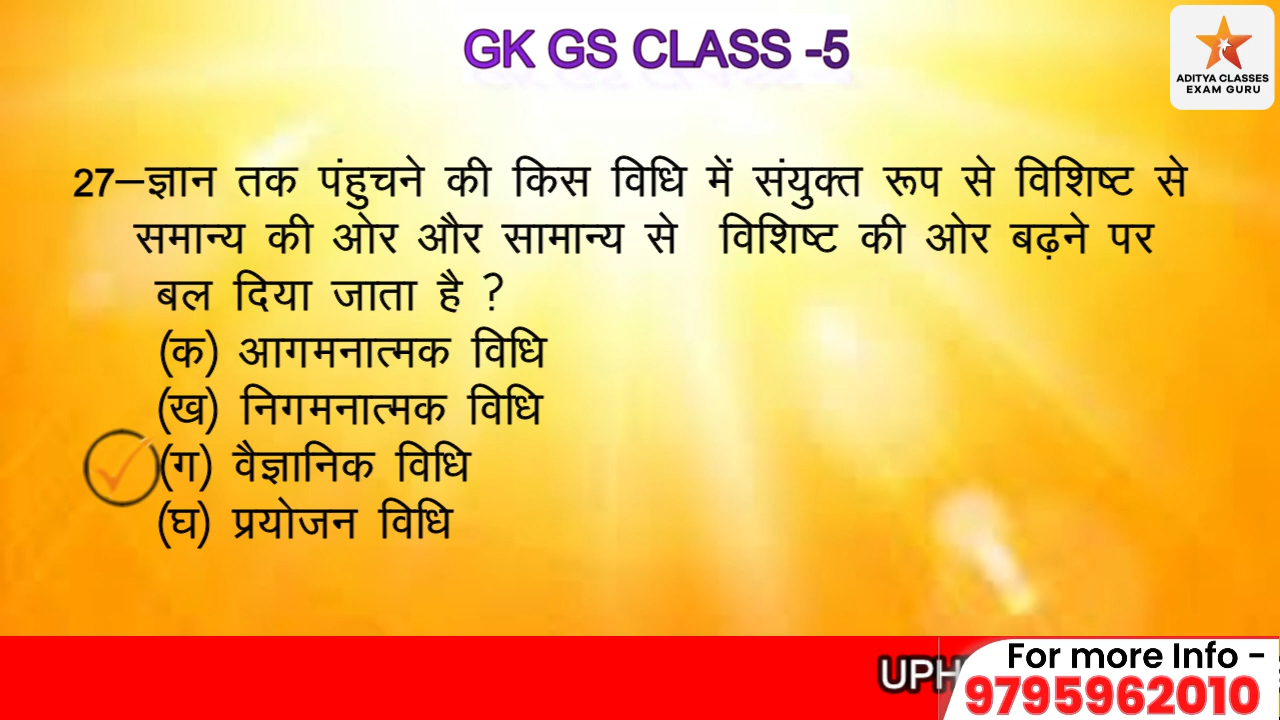 GK GS CLASS -5
ADITYA CLASSES
EXAM GURU
27–ज्ञान तक पंहुचने की किस विधि में संयुक्त रूप से विशिष्ट से
समान्य की ओर और सामान्य से विशिष्ट की ओर बढ़ने पर
बल दिया जाता है ?
(क) आगमनात्मक विधि
(ख) निगमनात्मक विधि
(ग) वैज्ञानिक विधि
(घ) प्रयोजन विधि
For more Info -
UPH
9795962010